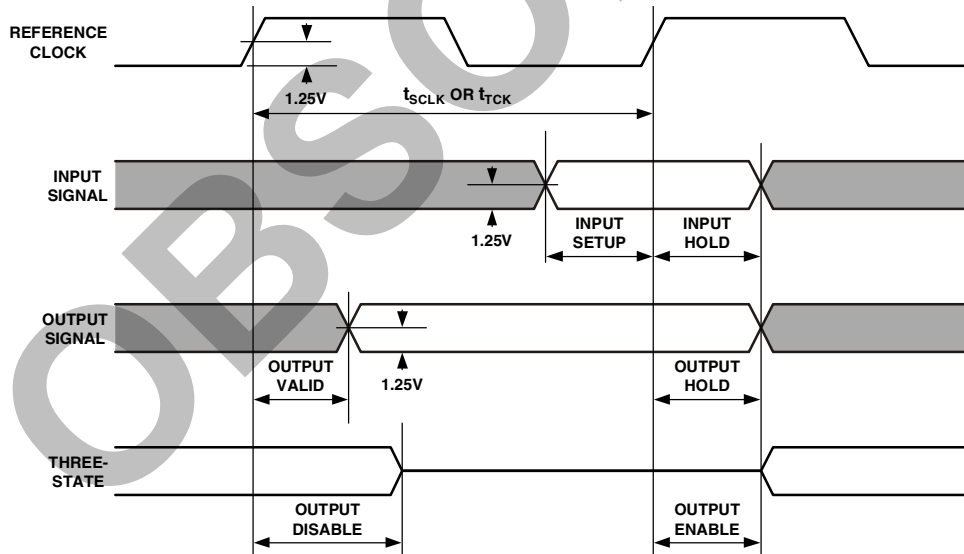 REFERENCE
CLOCK
1.25V
tSCLK OR tTCK
INPUT
SIGNAL
1.25V
INPUT
SETUP
INPUT
HOLD
OUTPUT
SIGNAL
OUTPUT
VALID
1.25V
OUTPUT
HOLD
THREE-
STATE
OUTPUT
DISABLE
OUTPUT
ENABLE
OBSO